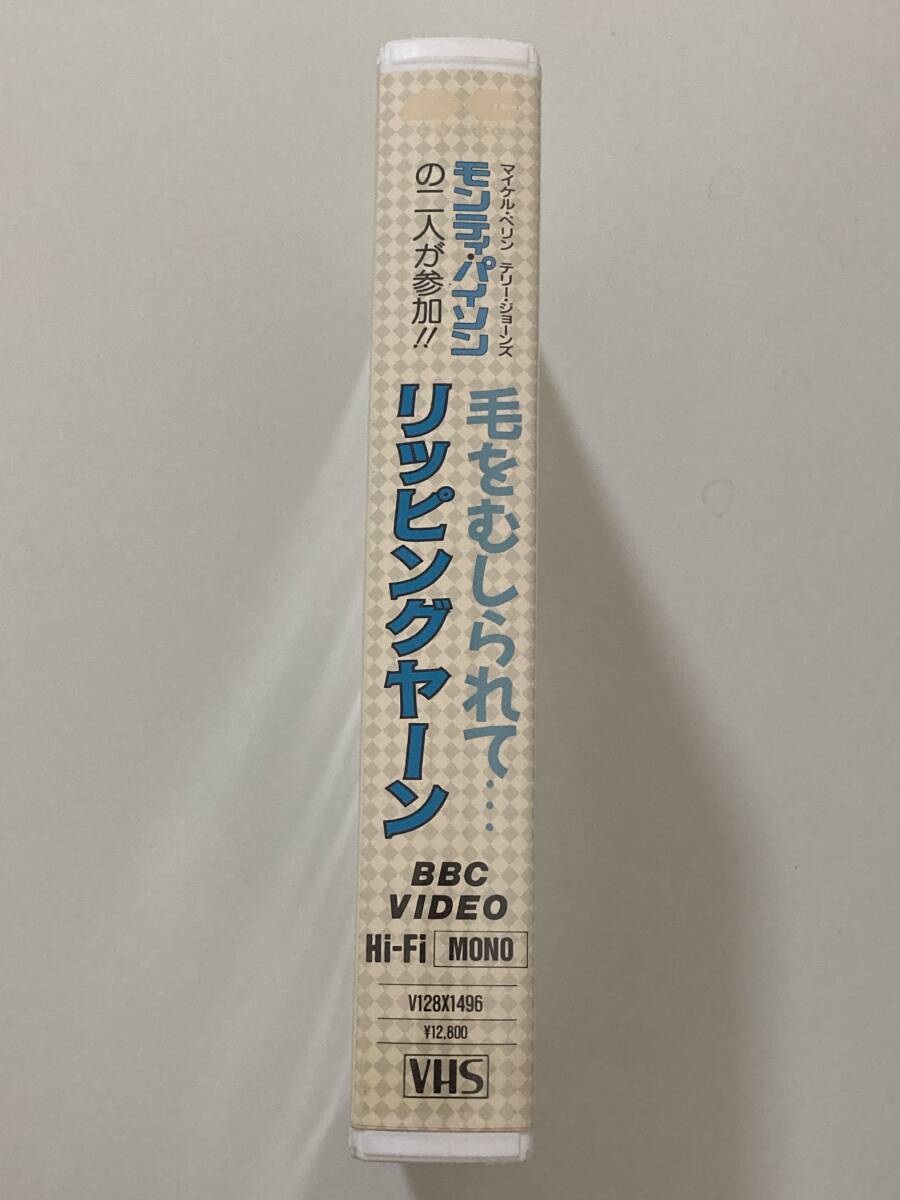 マイケル・ペリン テリー・ジョーンズ
モンティ・パイソン
の二人が参加!!
毛をむしられて…
リッピングヤーン
BBC
VIDEO
Hi-Fi MONO
V128X1496
¥12,800
VHS